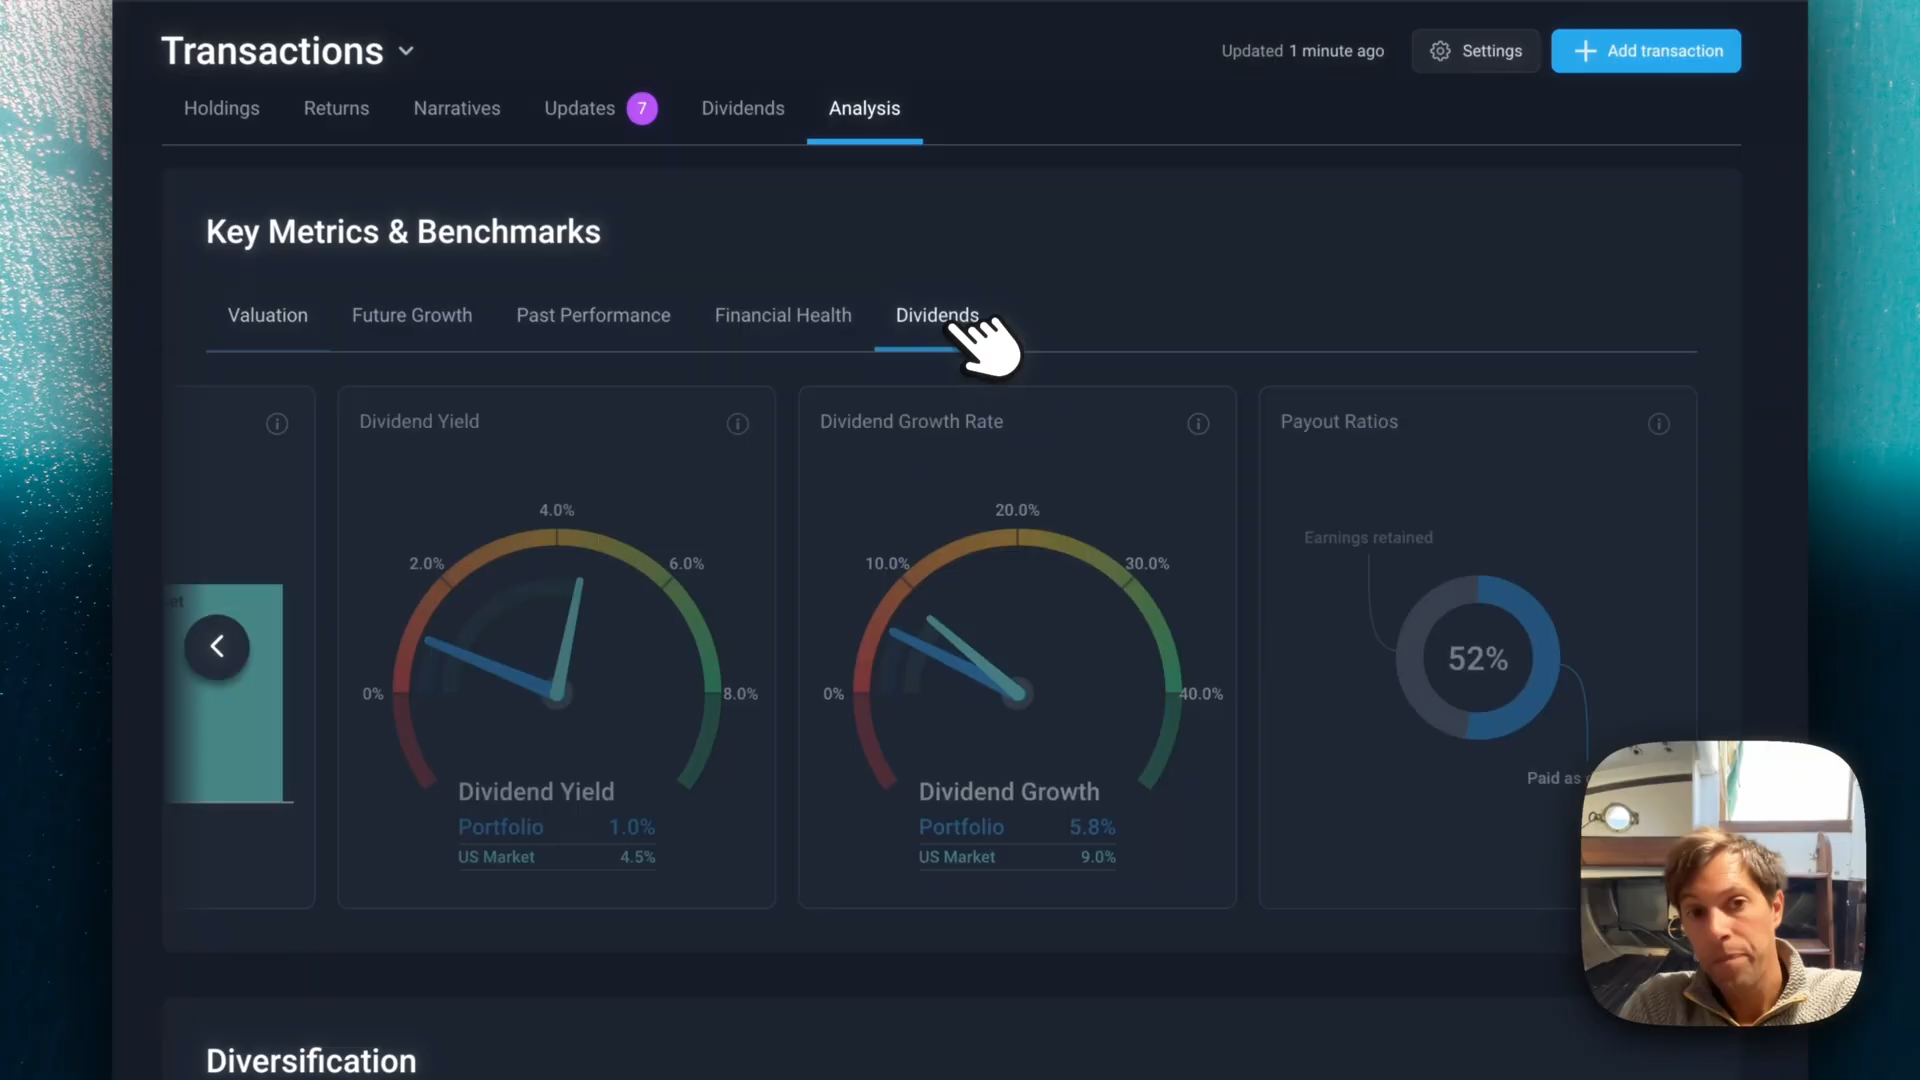 Transactions
Updated 1 minute ago
Settings
Add transaction
Holdings
Returns
Narratives
Updates 7
Dividends
Analysis
Key Metrics & Benchmarks
Valuation
Future Growth
Past Performance
Financial Health
Dividends
Dividend Yield
0%
2.0%
4.0%
6.0%
8.0%
Dividend Yield
Portfolio 1.0%
US Market 4.5%
Dividend Growth Rate
0%
10.0%
20.0%
30.0%
40.0%
Dividend Growth
Portfolio 5.8%
US Market 9.0%
Payout Ratios
Earnings retained
52%
Paid as
Diversification